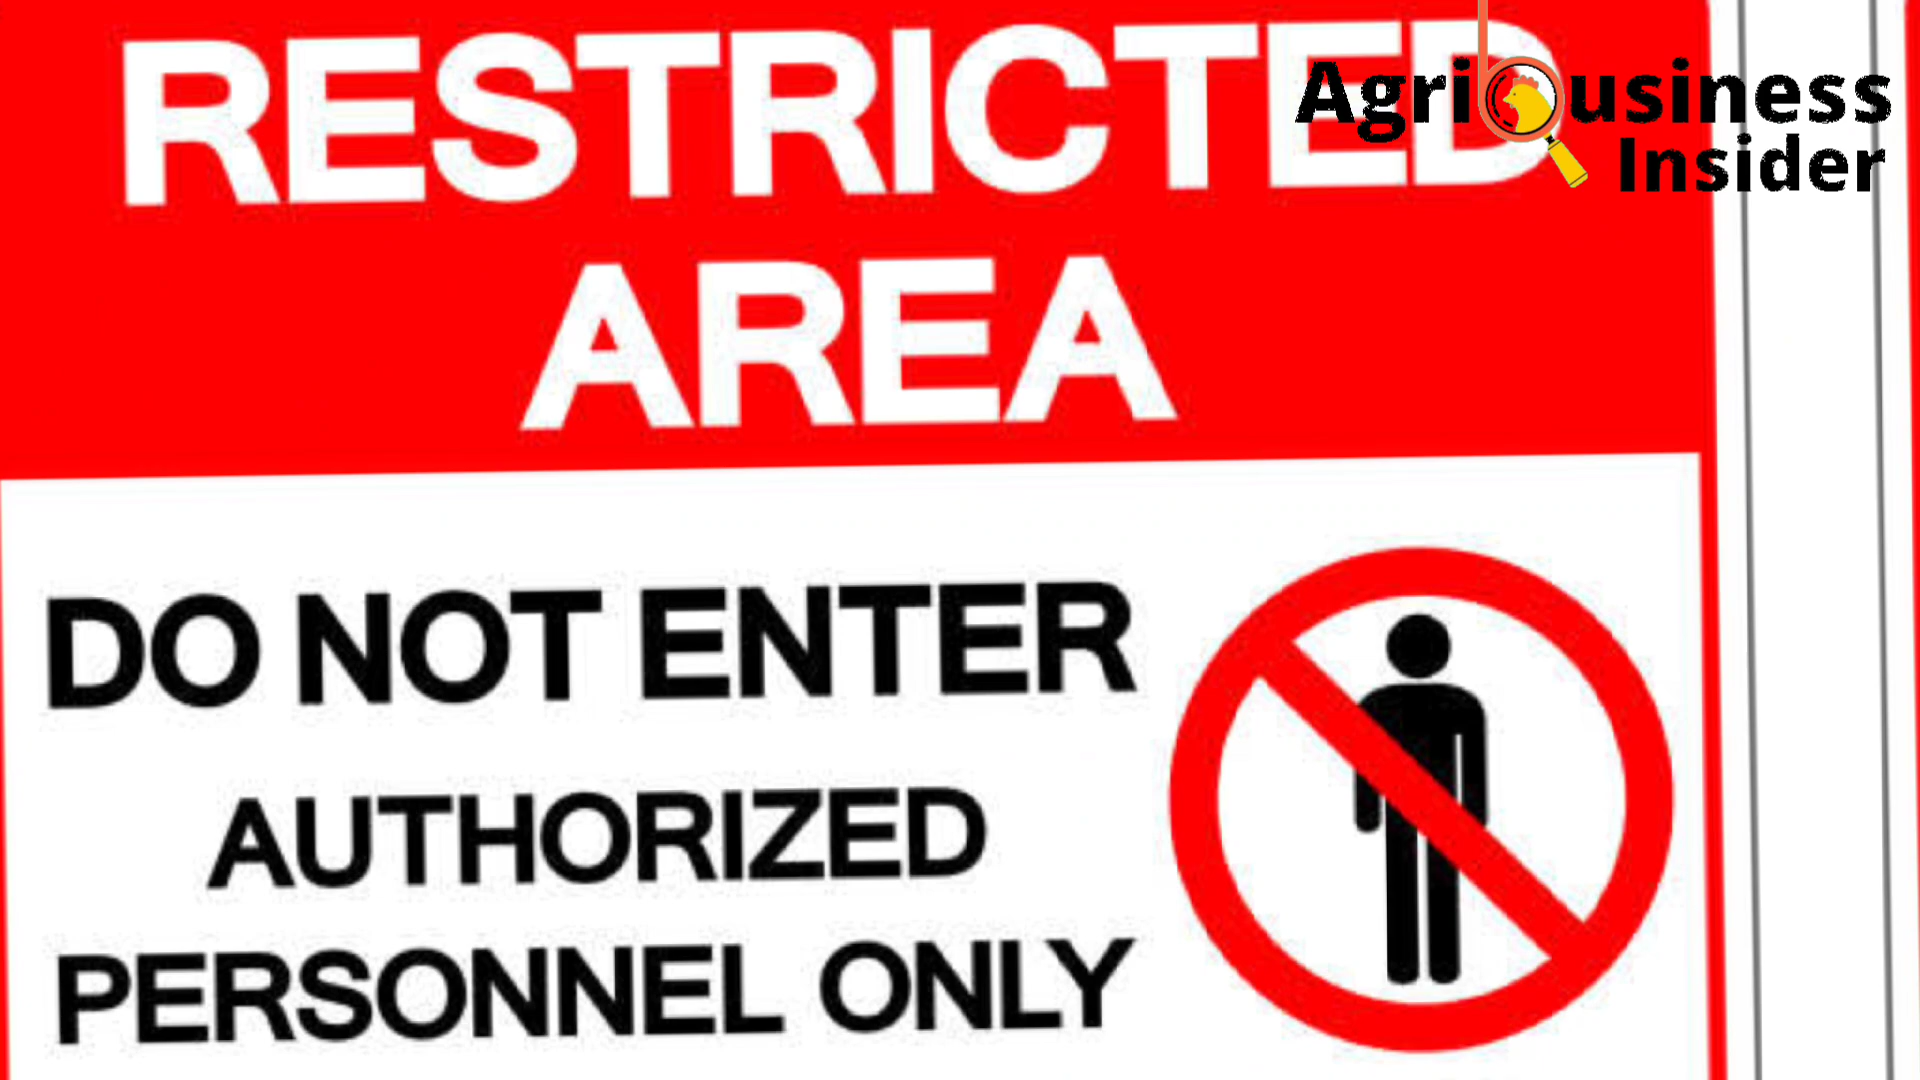 RESTRICTED
AREA
Agribusiness
Insider
DO NOT ENTER
AUTHORIZED
PERSONNEL ONLY